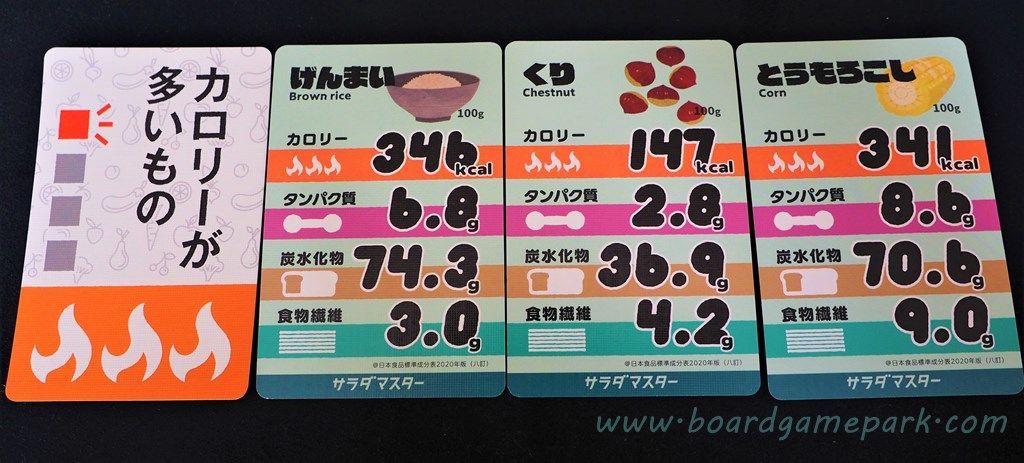 カロリーが
多いもの
げんまい
Brown rice
100g
カロリー
346kcal
タンパク質
6.8g
炭水化物
74.3g
食物繊維
3.0g
@日本食品標準成分表2020年版（八訂）
サラダマスター
くり
Chestnut
100g
カロリー
147kcal
タンパク質
2.8g
炭水化物
36.9g
食物繊維
4.2g
@日本食品標準成分表2020年版（八訂）
サラダマスター
とうもろこし
Corn
100g
カロリー
341kcal
タンパク質
8.6g
炭水化物
70.6g
食物繊維
9.0g
@日本食品標準成分表2020年版（八訂）
サラダマスター
www.boardgamepark.com